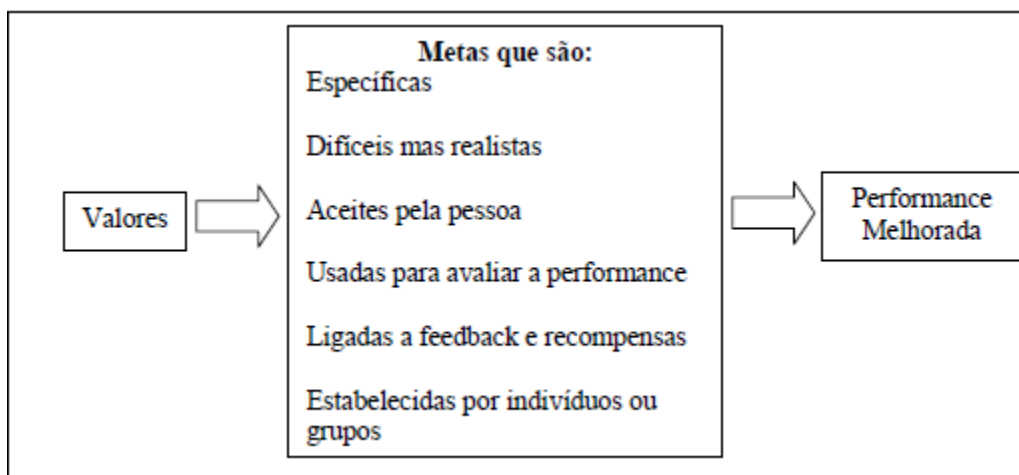 Valores
Metas que são:
Específicas
Difíceis mas realistas
Aceites pela pessoa
Usadas para avaliar a performance
Ligadas a feedback e recompensas
Estabelecidas por indivíduos ou
grupos
Performance
Melhorada